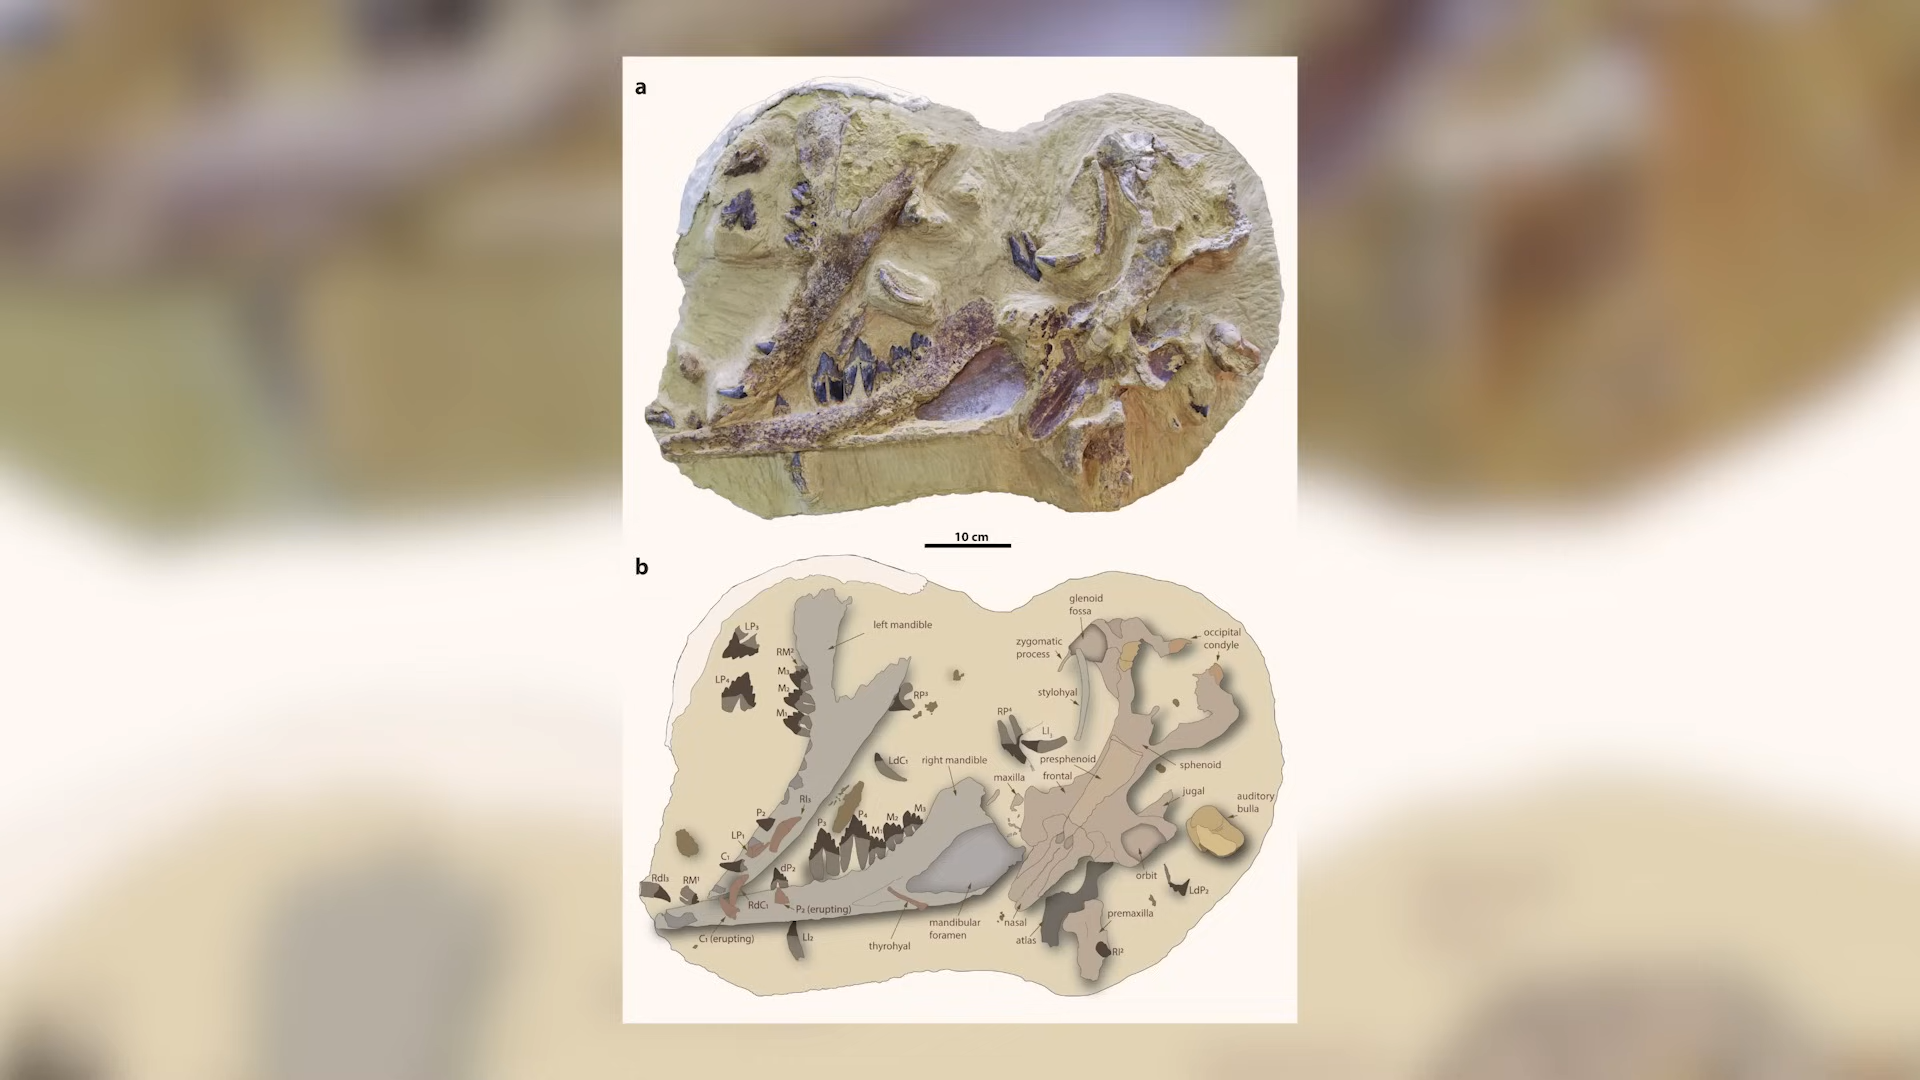 a
10 cm
b
glenoid
fossa
left mandible
LP₃
occipital
condyle
zygomatic
process
RM²
M₃
LP₄
M₂
stylohyal
RP³
M₁
RP⁴
LI₃
right mandible
presphenoid
LdC₁
sphenoid
maxilla
frontal
jugal
auditory
bulla
RI₃
P₂
P₃
P₄
M₁
M₂
M₃
LP₁
C₁
dP₂
orbit
RdI₃
RM¹
LdP₂
RdC₁
P₂ (erupting)
premaxilla
mandibular
foramen
nasal
C₁ (erupting)
LI₂
thyrohyal
atlas
RI²